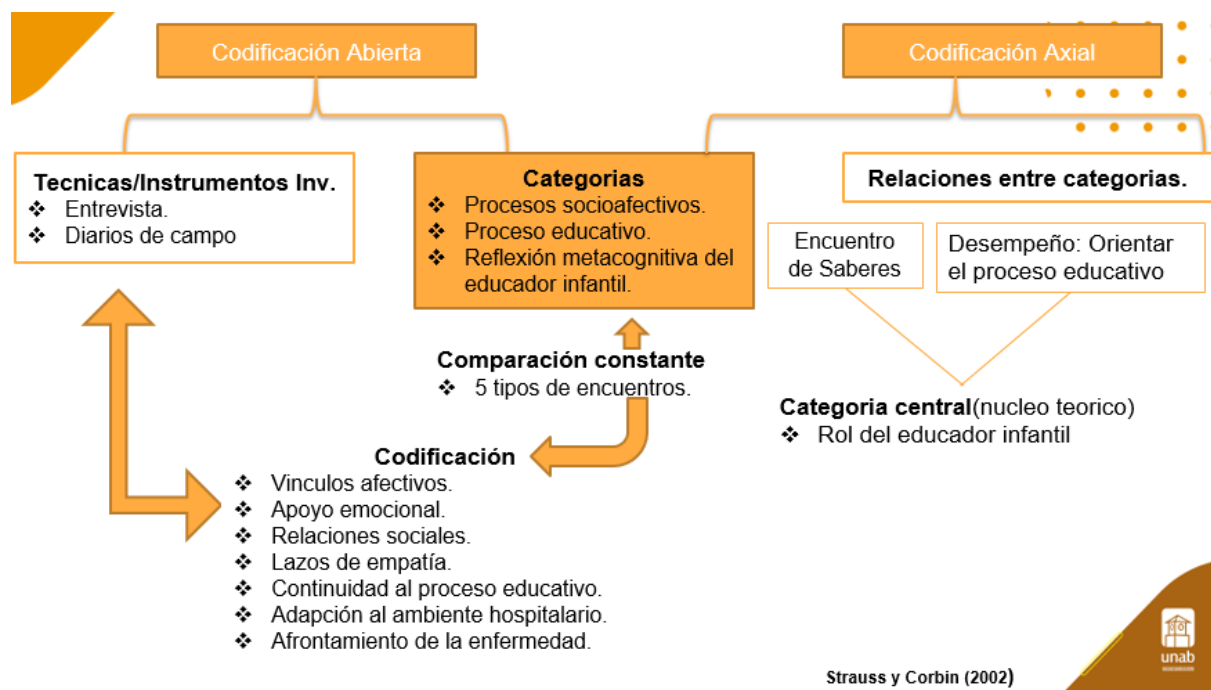 Codificación Abierta
Codificación Axial
Tecnicas/Instrumentos Inv.
❖ Entrevista.
❖ Diarios de campo
Categorias
❖ Procesos socioafectivos.
❖ Proceso educativo.
❖ Reflexión metacognitiva del
educador infantil.
Relaciones entre categorias.
Encuentro
de Saberes
Desempeño: Orientar
el proceso educativo
Comparación constante
❖ 5 tipos de encuentros.
Categoria central(nucleo teorico)
❖ Rol del educador infantil
Codificación
❖ Vinculos afectivos.
❖ Apoyo emocional.
❖ Relaciones sociales.
❖ Lazos de empatía.
❖ Continuidad al proceso educativo.
❖ Adapción al ambiente hospitalario.
❖ Afrontamiento de la enfermedad.
unab
Strauss y Corbin (2002)